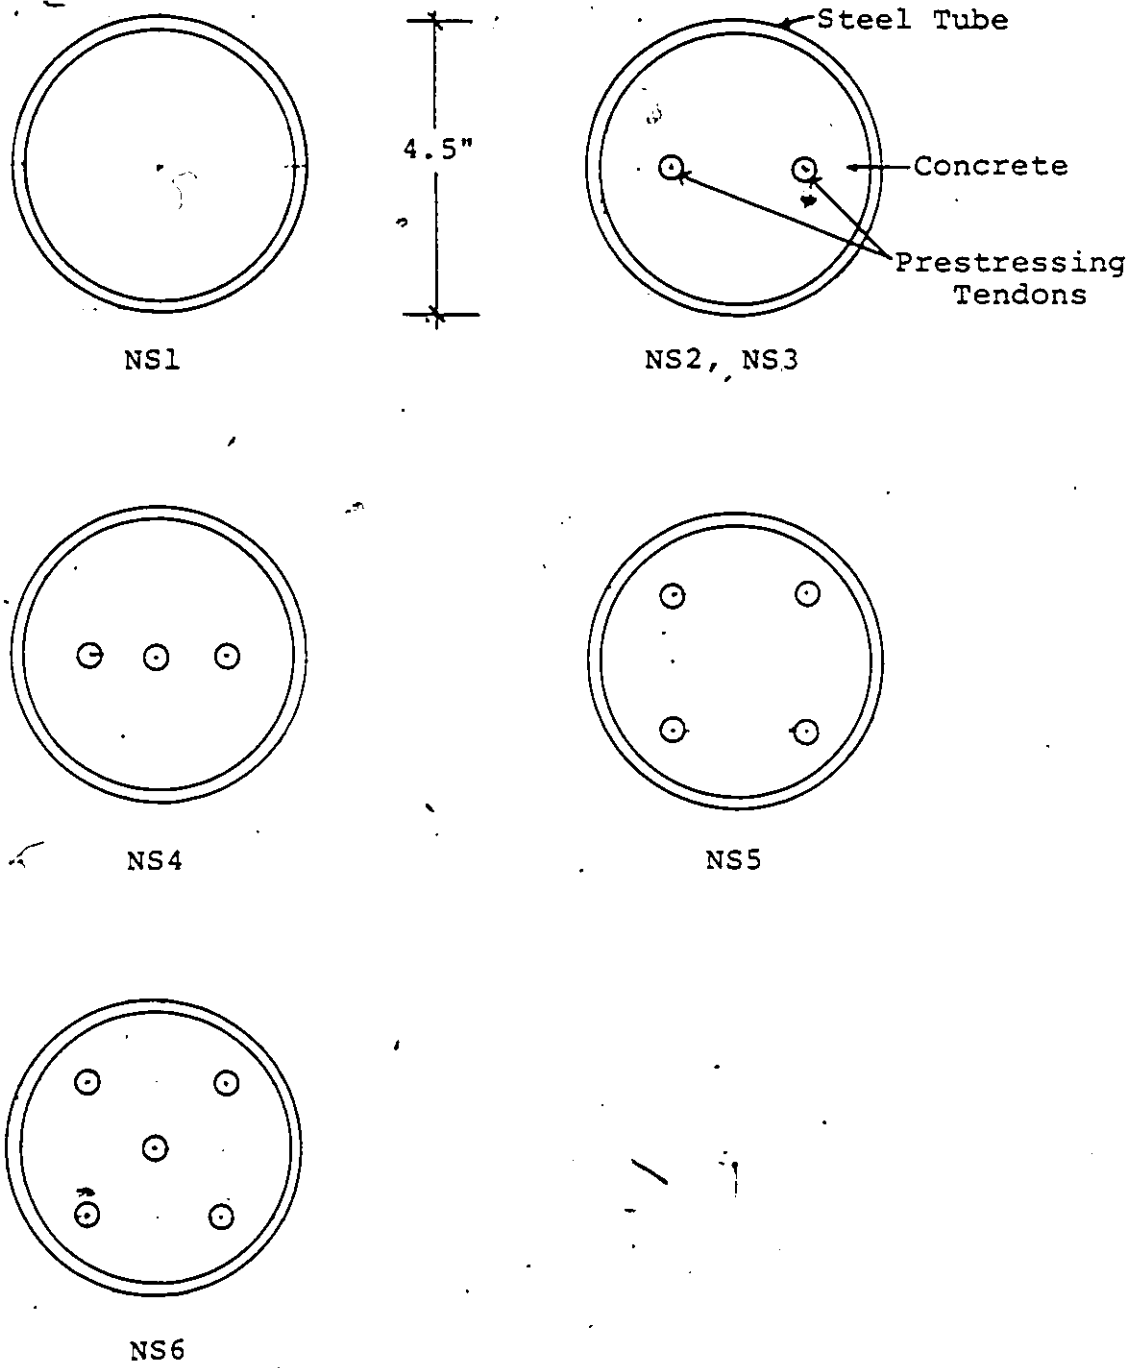 Steel Tube
4.5"
Concrete
Prestressing
Tendons
NS1
NS2, NS3
NS4
NS5
NS6